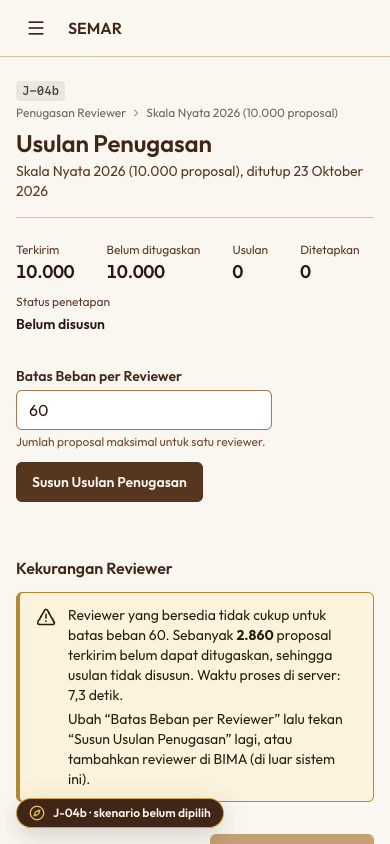 SEMAR
J-04b
Penugasan Reviewer > Skala Nyata 2026 (10.000 proposal)
Usulan Penugasan
Skala Nyata 2026 (10.000 proposal), ditutup 23 Oktober
2026
Terkirim Belum ditugaskan Usulan Ditetapkan
10.000 10.000 0 0
Status penetapan
Belum disusun
Batas Beban per Reviewer
60
Jumlah proposal maksimal untuk satu reviewer.
Susun Usulan Penugasan
Kekurangan Reviewer
Reviewer yang bersedia tidak cukup untuk
batas beban 60. Sebanyak 2.860 proposal
terkirim belum dapat ditugaskan, sehingga
usulan tidak disusun. Waktu proses di server:
7,3 detik.
Ubah “Batas Beban per Reviewer” lalu tekan
“Susun Usulan Penugasan” lagi, atau
tambahkan reviewer di BIMA (di luar sistem
ini).
J-04b · skenario belum dipilih